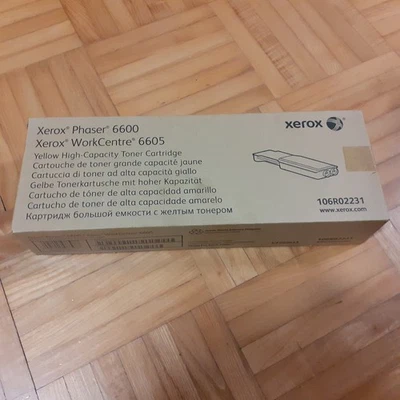 Xerox® Phaser® 6600
Xerox® WorkCentre® 6605
Yellow High-Capacity Toner Cartridge
Cartouche de toner grande capacité jaune
Cartuccia di toner ad alta capacità giallo
Gelbe Tonerkartusche mit hoher Kapazität
Cartucho de toner de alta capacidad amarillo
Cartucho de toner de alta capacidade amarelo
Картридж большой емкости с желтым тонером
xerox
106R02231
www.xerox.com